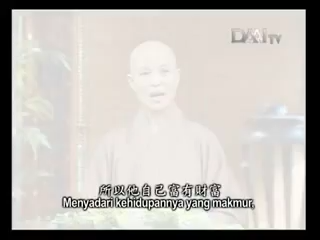 DAAI TV
所以他自己富有財富
Menyadari kehidupannya yang makmur,